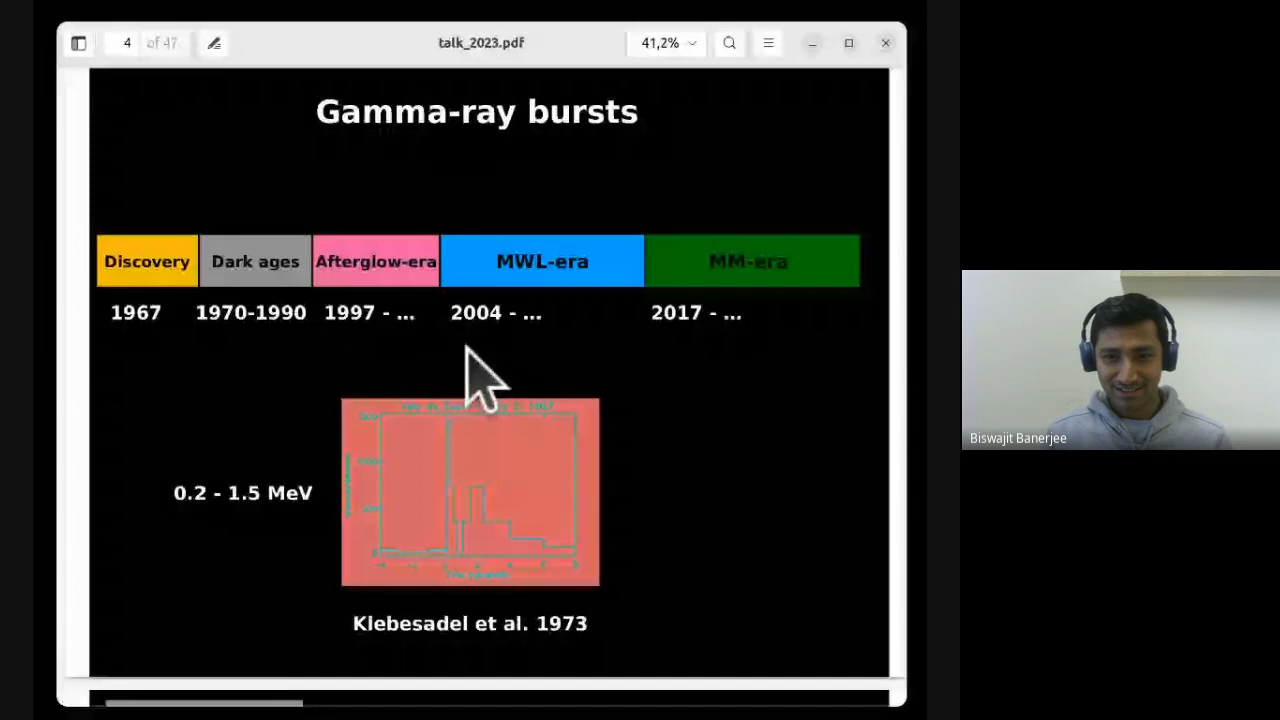 4 of 47
talk_2023.pdf
41,2%
Gamma-ray bursts
Discovery
Dark ages
Afterglow-era
MWL-era
MM-era
1967
1970-1990
1997 - ...
2004 - ...
2017 - ...
0.2 - 1.5 MeV
Klebesadel et al. 1973
Biswajit Banerjee